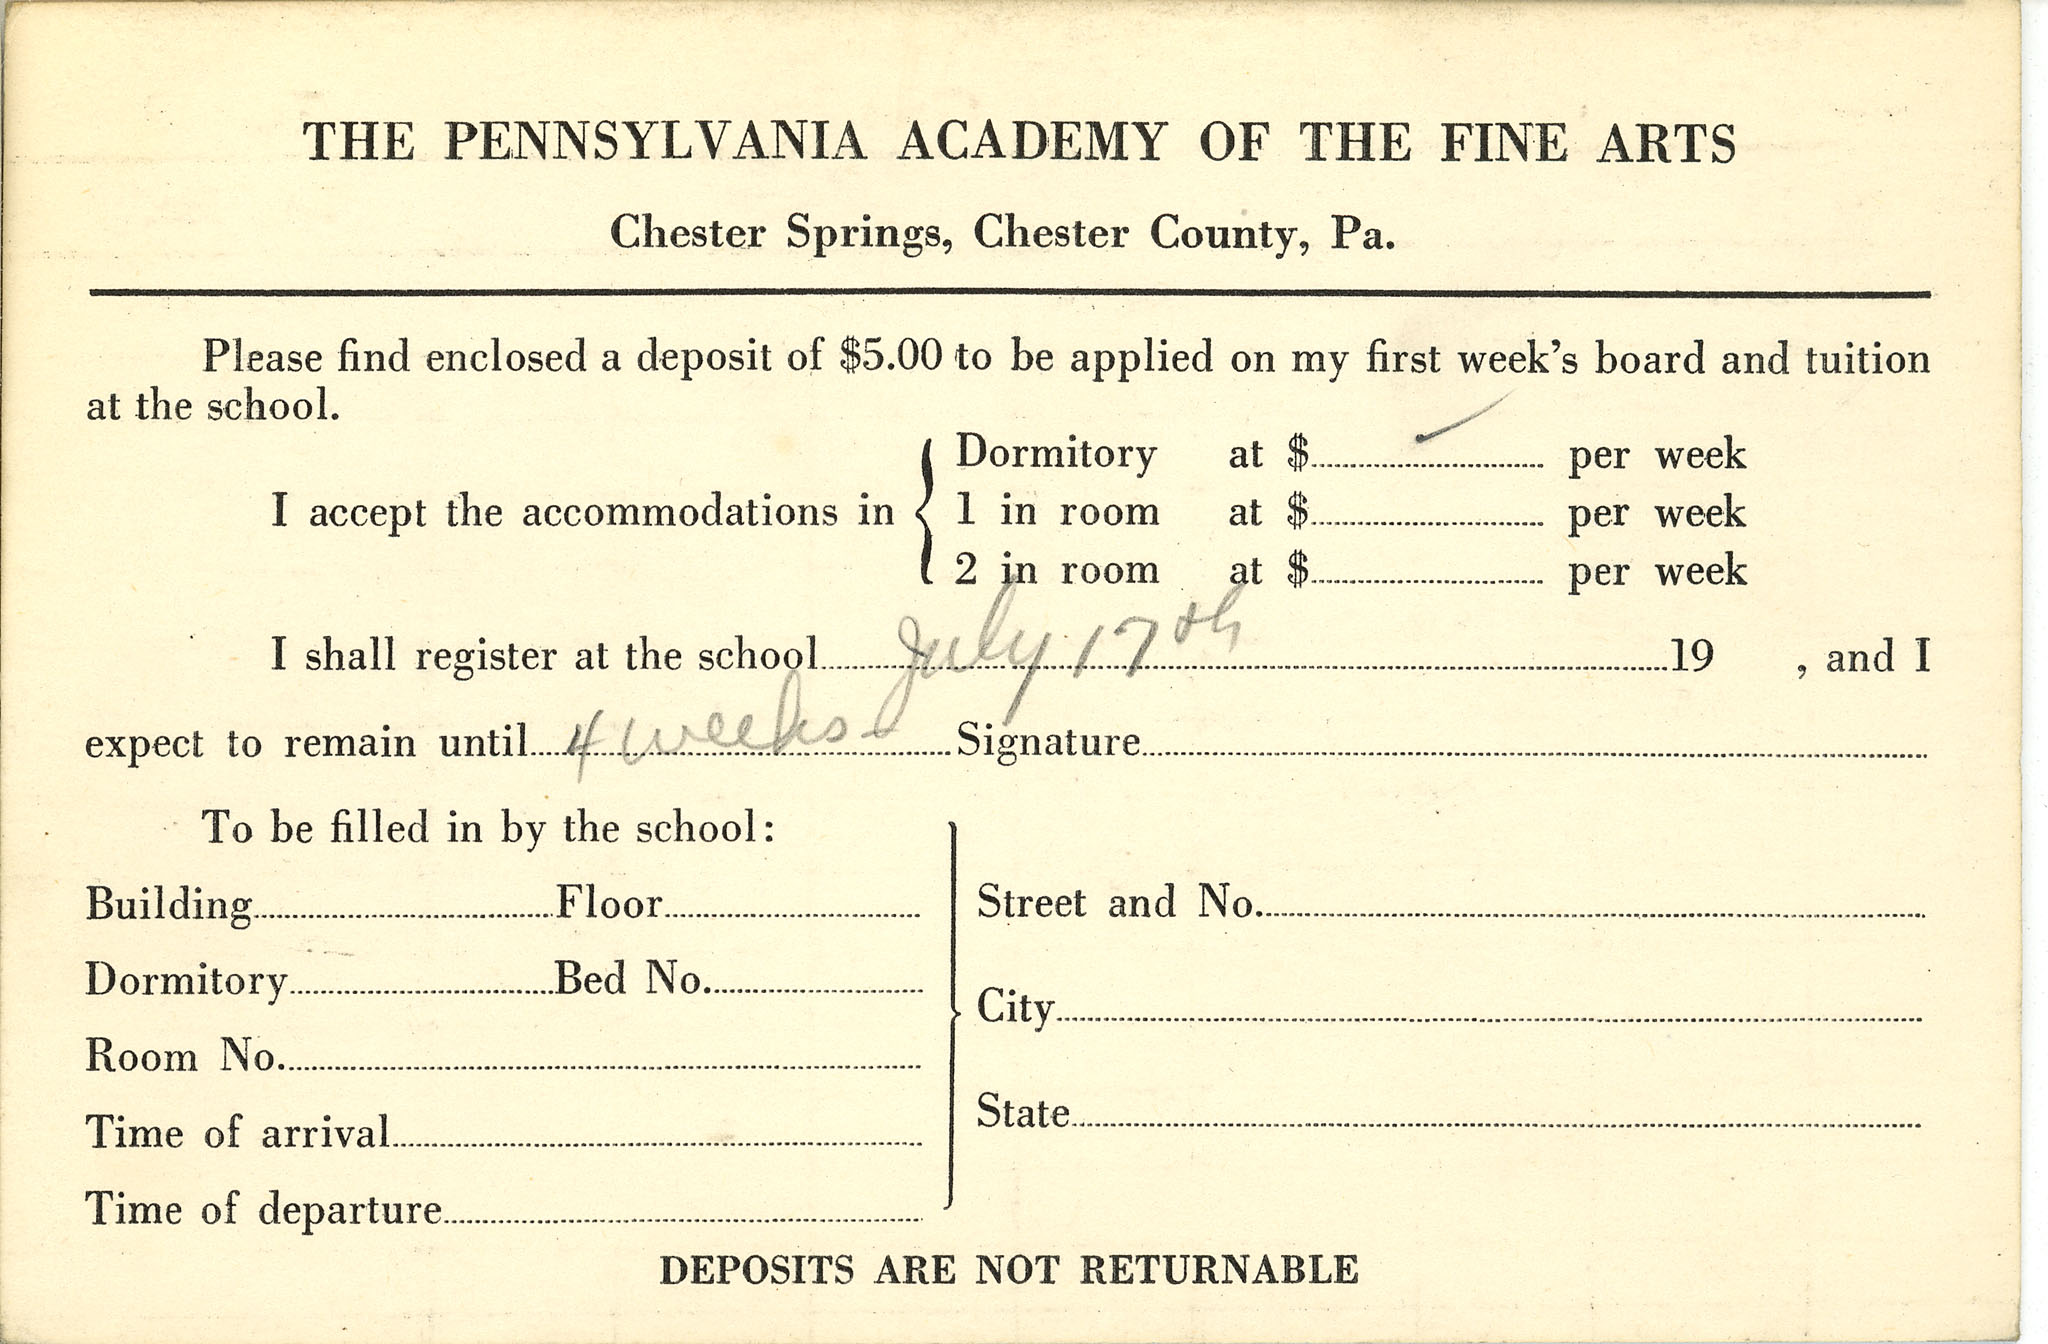 THE PENNSYLVANIA ACADEMY OF THE FINE ARTS
Chester Springs, Chester County, Pa.
Please find enclosed a deposit of $5.00 to be applied on my first week's board and tuition
at the school.
I accept the accommodations in
Dormitory at $ ✓ per week
1 in room at $ per week
2 in room at $ per week
I shall register at the school July 17th 19 , and I
expect to remain until 4 weeks Signature
To be filled in by the school:
Building Floor
Dormitory Bed No.
Room No.
Time of arrival
Time of departure
Street and No.
City
State
DEPOSITS ARE NOT RETURNABLE